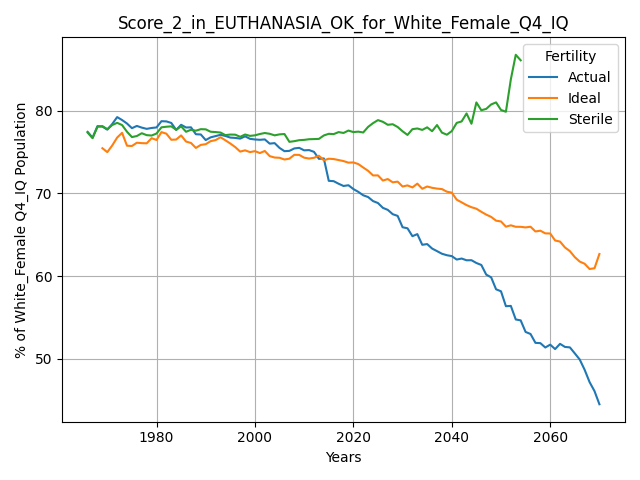 Score_2_in_EUTHANASIA_OK_for_White_Female_Q4_IQ
% of White_Female Q4_IQ Population
80
70
60
50
Fertility
Actual
Ideal
Sterile
1980
2000
2020
2040
2060
Years